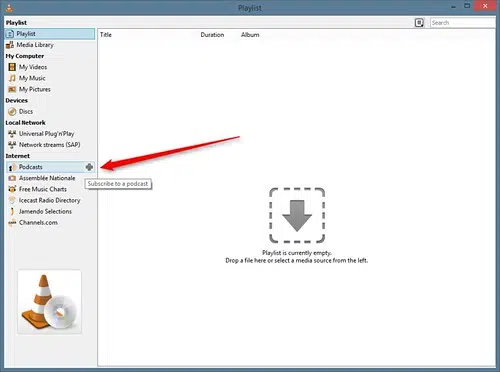 Playlist
Playlist
Search
Playlist
Media Library
My Computer
My Videos
My Music
My Pictures
Devices
Discs
Local Network
Universal Plug'n'Play
Network streams (SAP)
Internet
Podcasts
Assemblée Nationale
Subscribe to a podcast
Free Music Charts
Icecast Radio Directory
Jamendo Selections
Channels.com
Title Duration Album
Playlist is currently empty.
Drop a file here or select a media source from the left.